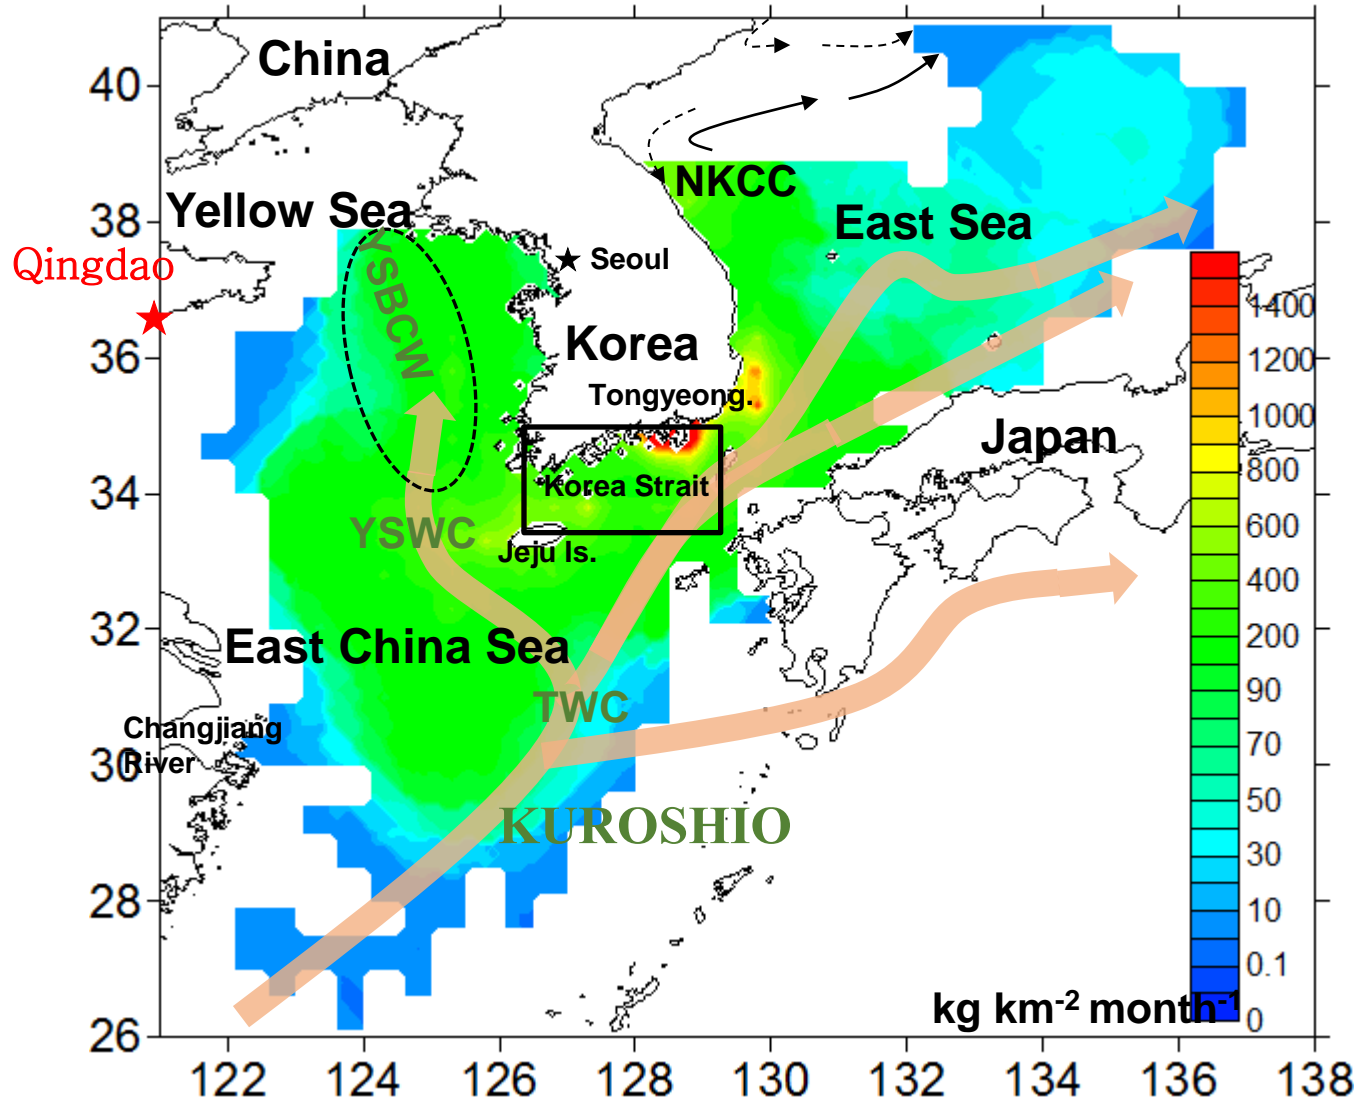 China
40
Yellow Sea
NKCC
38
East Sea
Qingdao
Seoul
YSBCW
1400
Korea
36
1200
Tongyeong.
1000
Japan
800
34
Korea Strait
YSWC
600
Jeju Is.
400
32
East China Sea
200
90
TWC
Changjiang
River
70
30
50
KUROSHIO
30
28
10
0.1
kg km⁻² month⁻¹
0
26
122 124 126 128 130 132 134 136 138